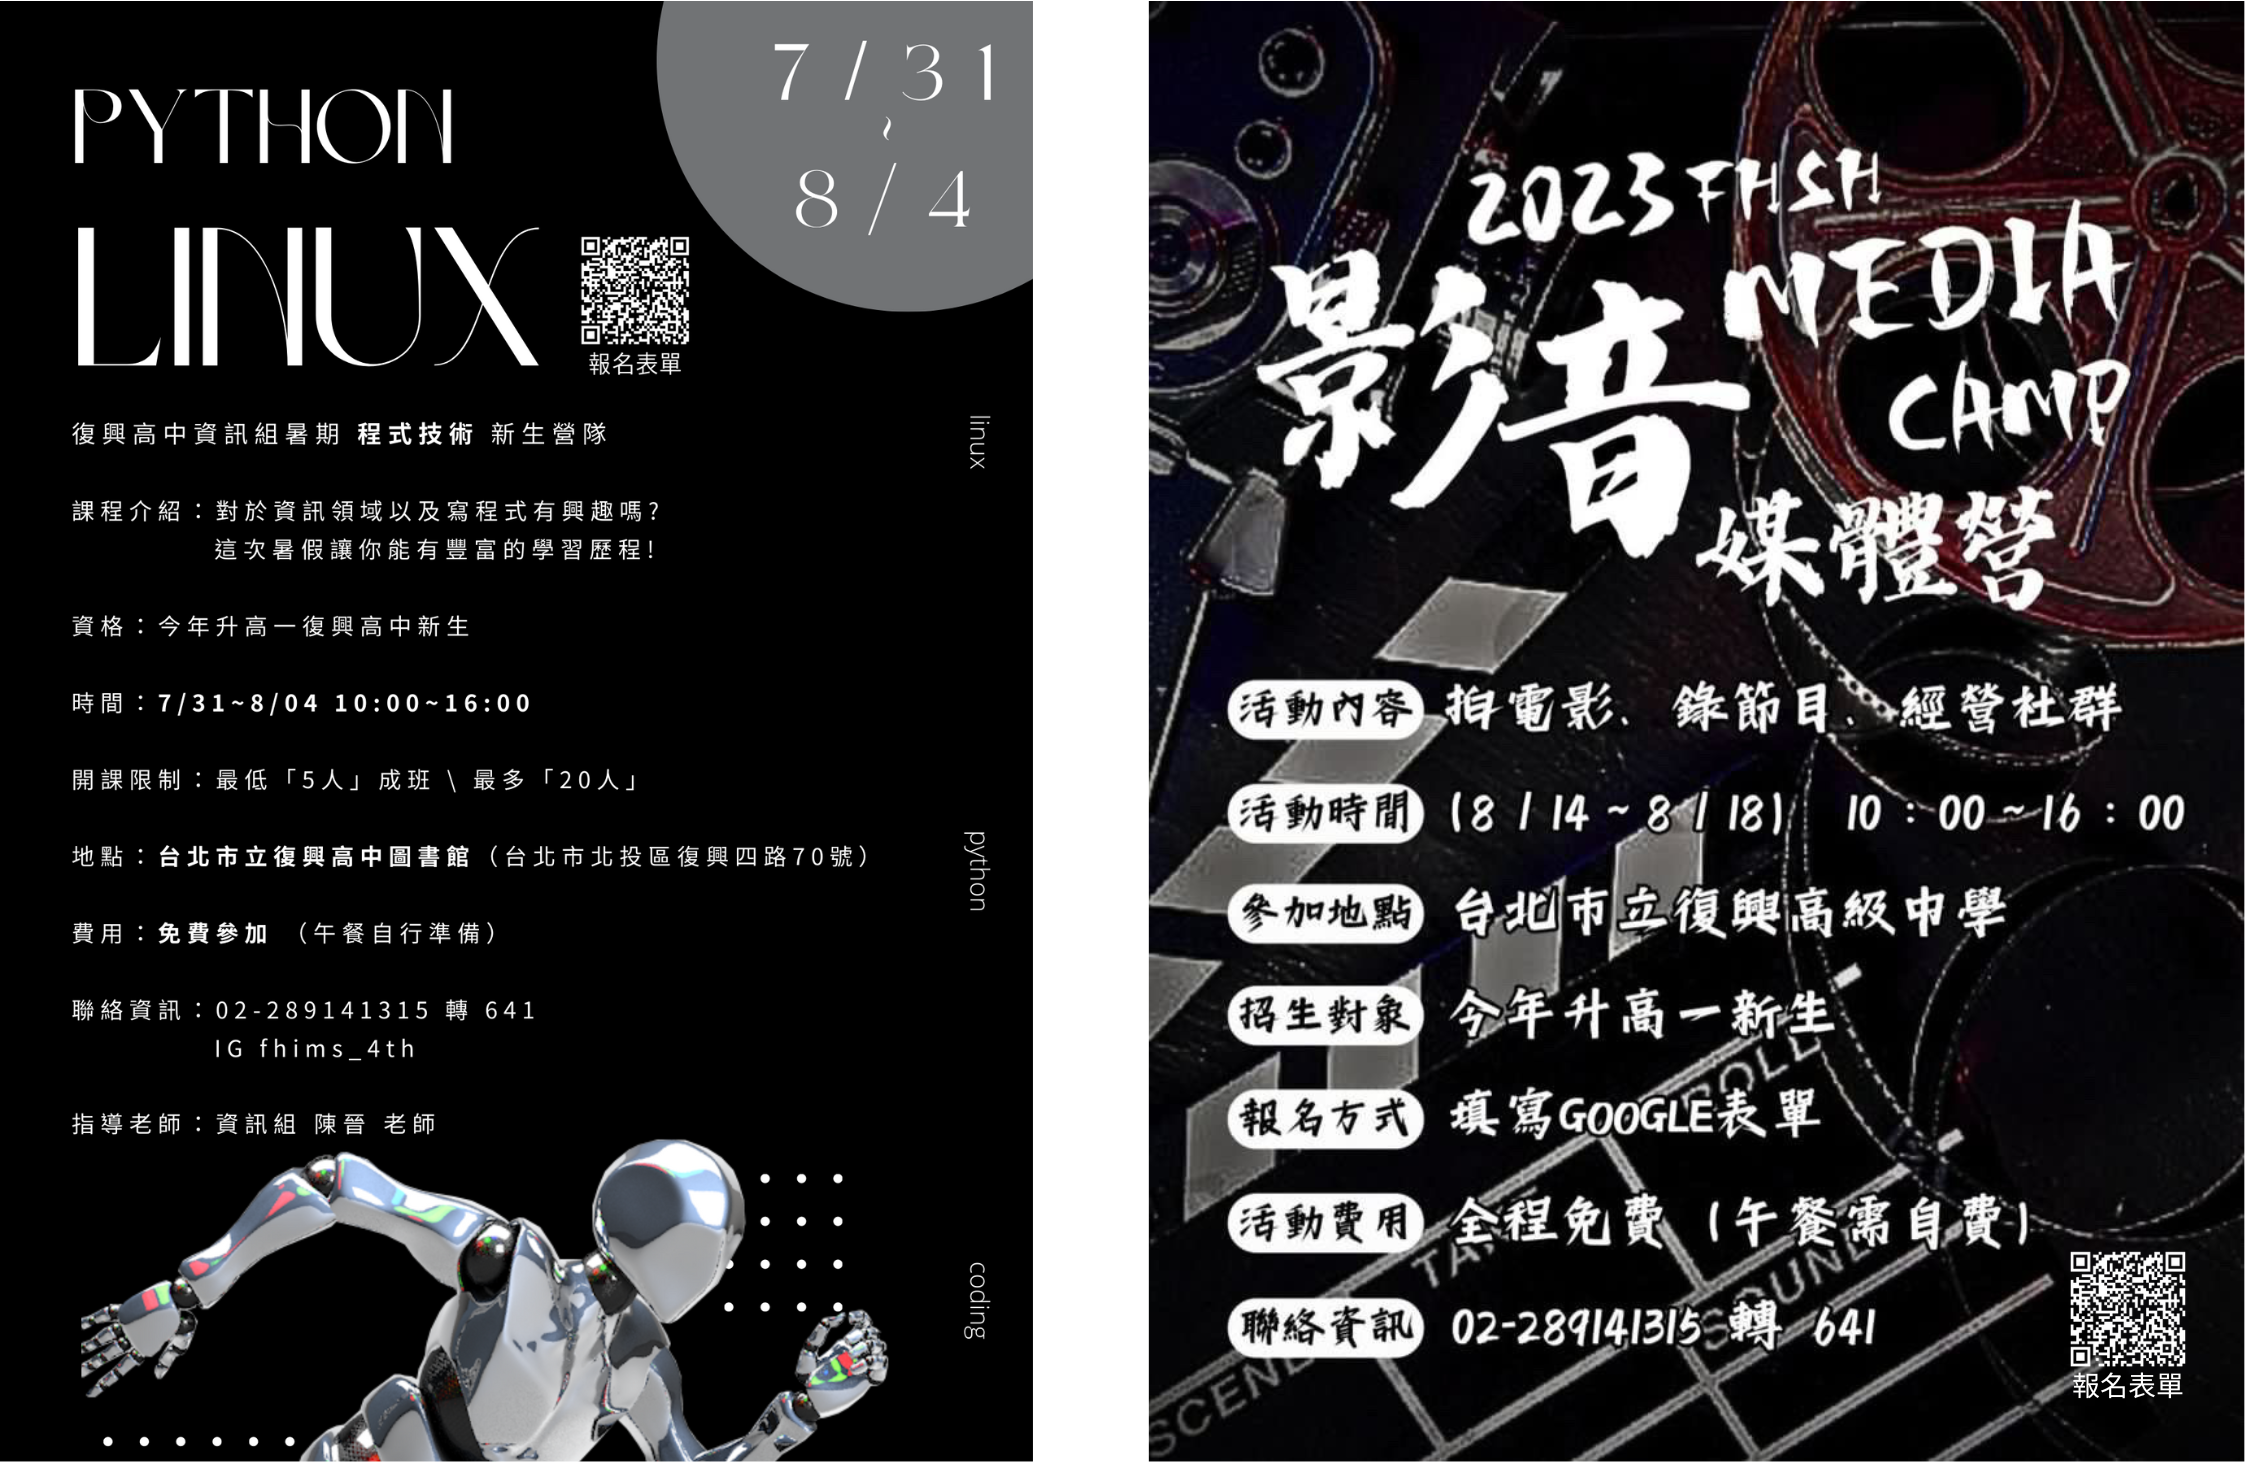 PYTHON
LINUX
7/31
~
8/4
報名表單
復興高中資訊組暑期 程式技術 新生營隊
課程介紹：對於資訊領域以及寫程式有興趣嗎?
這次暑假讓你能有豐富的學習歷程!
資格：今年升高一復興高中新生
時間：7/31~8/04 10:00~16:00
開課限制：最低「5人」成班 \ 最多「20人」
地點：台北市立復興高中圖書館（台北市北投區復興四路70號）
費用：免費參加 （午餐自行準備）
聯絡資訊：02-289141315 轉 641
IG fhims_4th
指導老師：資訊組 陳晉 老師
linux
python
coding
2023 FHSH
影音 MEDIA
CAMP
媒體營
活動內容 拍電影、錄節目、經營社群
活動時間 (8/14~8/18) 10：00~16：00
參加地點 台北市立復興高級中學
招生對象 今年升高一新生
報名方式 填寫GOOGLE表單
活動費用 全程免費（午餐需自費）
聯絡資訊 02-289141315 轉 641
報名表單
ROLL
TAKE
SOUND
SCENE